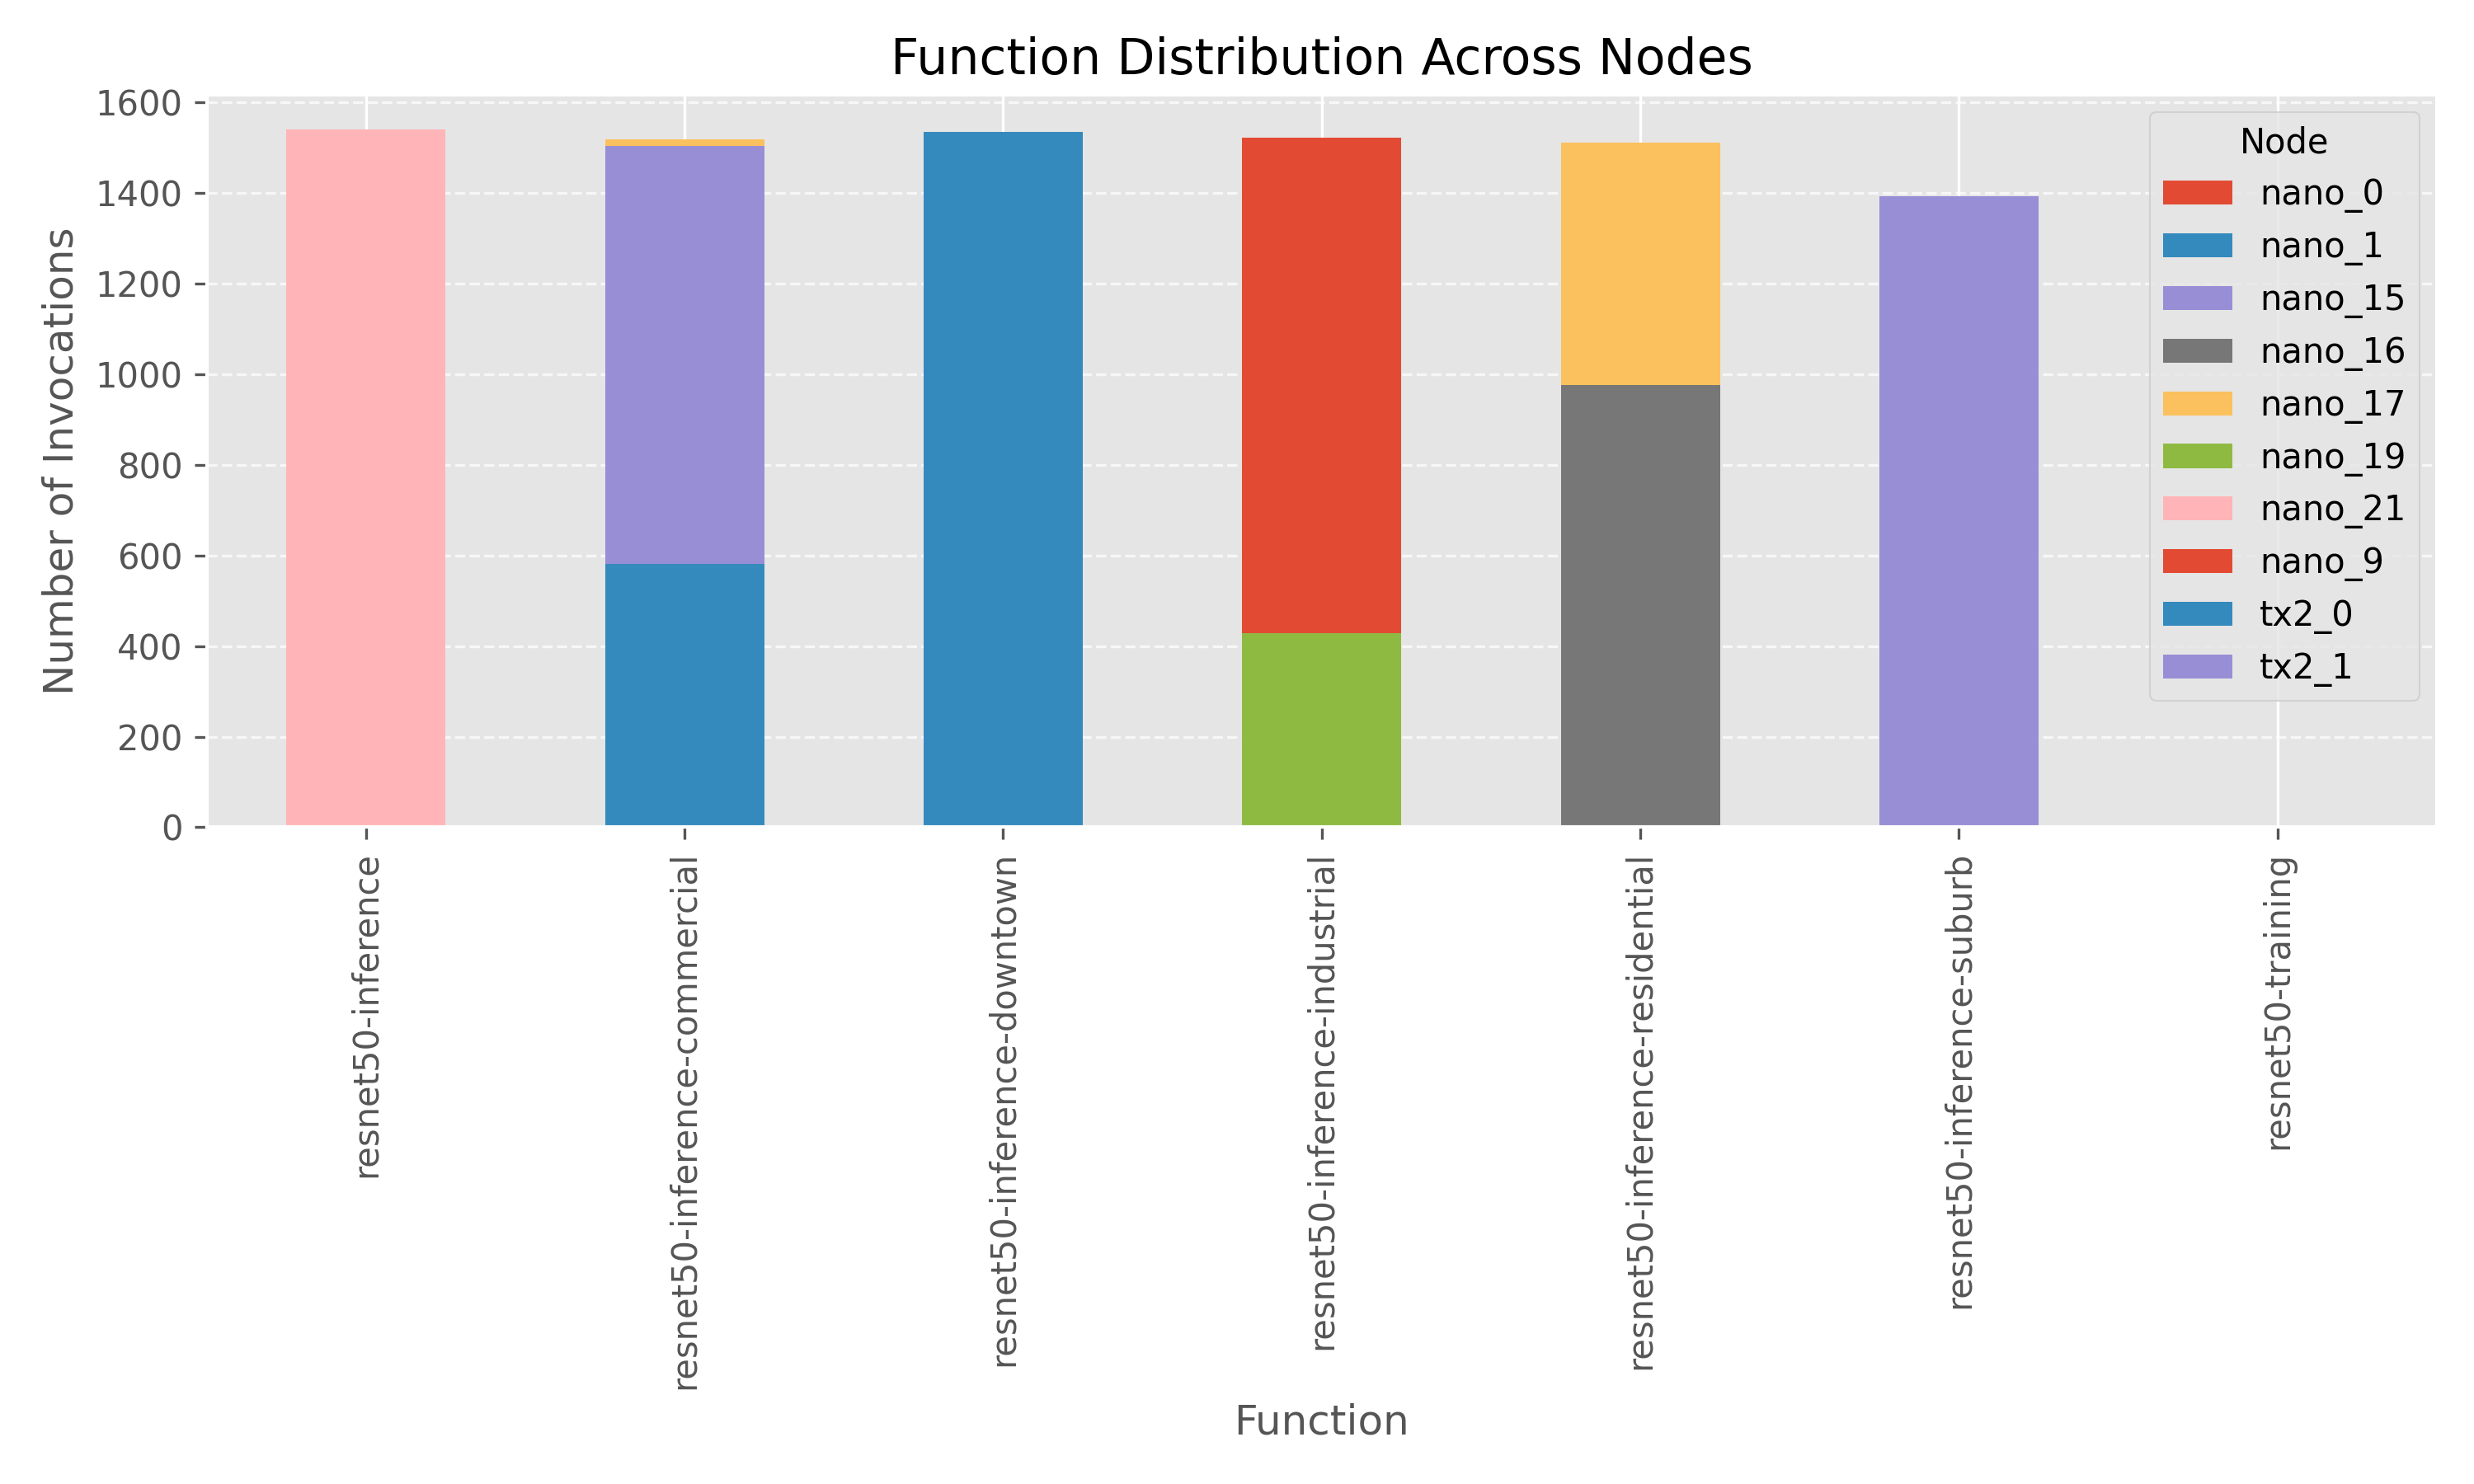 Function Distribution Across Nodes
Number of Invocations
1600
1400
1200
1000
800
600
400
200
0
Node
nano_0
nano_1
nano_15
nano_16
nano_17
nano_19
nano_21
nano_9
tx2_0
tx2_1
resnet50-inference
resnet50-inference-commercial
resnet50-inference-downtown
resnet50-inference-industrial
resnet50-inference-residential
resnet50-inference-suburb
resnet50-training
Function